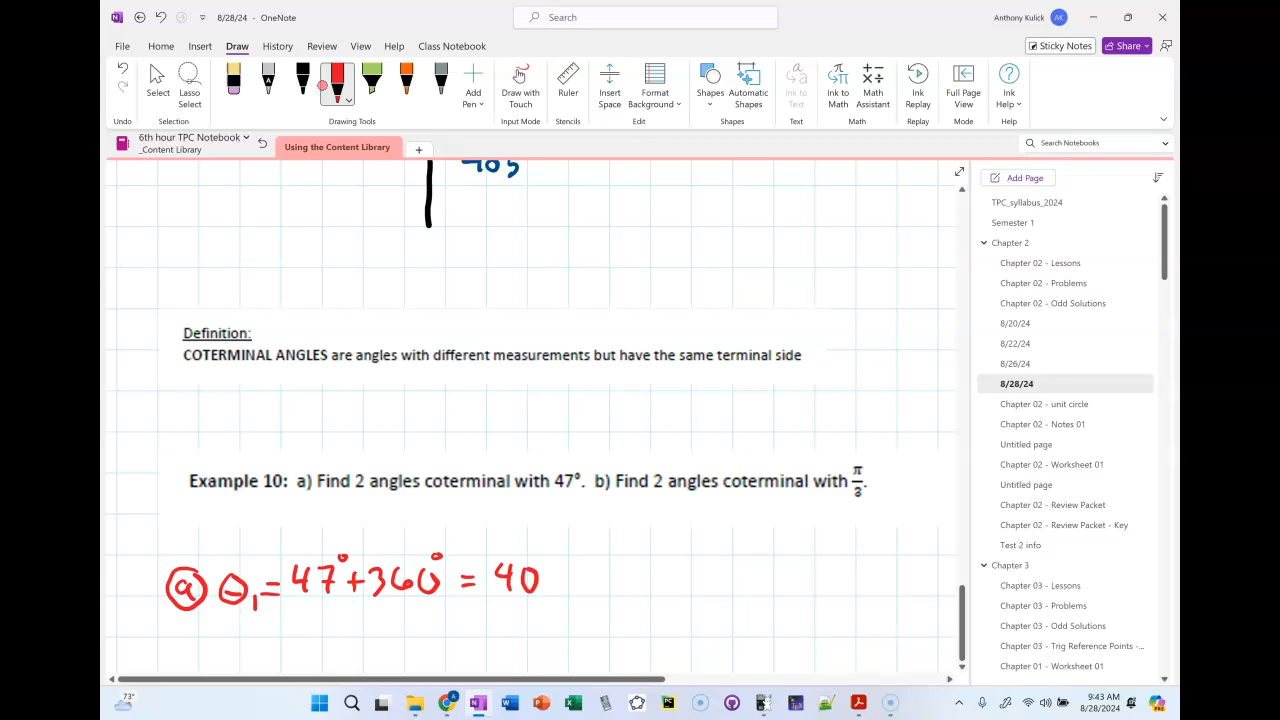 8/28/24 - OneNote
Search
Anthony Kulick AK
File Home Insert Draw History Review View Help Class Notebook
Sticky Notes Share
Undo
Select Lasso Select
Add Pen
Draw with Touch
Ruler
Insert Space
Format Background
Shapes Automatic Shapes
Ink to Text
Ink to Math
Math Assistant
Ink Replay
Full Page View
Ink Help
Undo Selection Drawing Tools Input Mode Stencils Edit Shapes Text Math Replay Mode Help
6th hour TPC Notebook
_Content Library
Using the Content Library
Search Notebooks
Add Page
Definition:
COTERMINAL ANGLES are angles with different measurements but have the same terminal side
Example 10: a) Find 2 angles coterminal with 47°. b) Find 2 angles coterminal with π/3.
ⓐ θ₁ = 47° + 360° = 40
TPC_syllabus_2024
Semester 1
Chapter 2
Chapter 02 - Lessons
Chapter 02 - Problems
Chapter 02 - Odd Solutions
8/20/24
8/22/24
8/26/24
8/28/24
Chapter 02 - unit circle
Chapter 02 - Notes 01
Untitled page
Chapter 02 - Worksheet 01
Untitled page
Chapter 02 - Review Packet
Chapter 02 - Review Packet - Key
Test 2 info
Chapter 3
Chapter 03 - Lessons
Chapter 03 - Problems
Chapter 03 - Odd Solutions
Chapter 03 - Trig Reference Points -...
Chapter 01 - Worksheet 01
73°
9:43 AM
8/28/2024